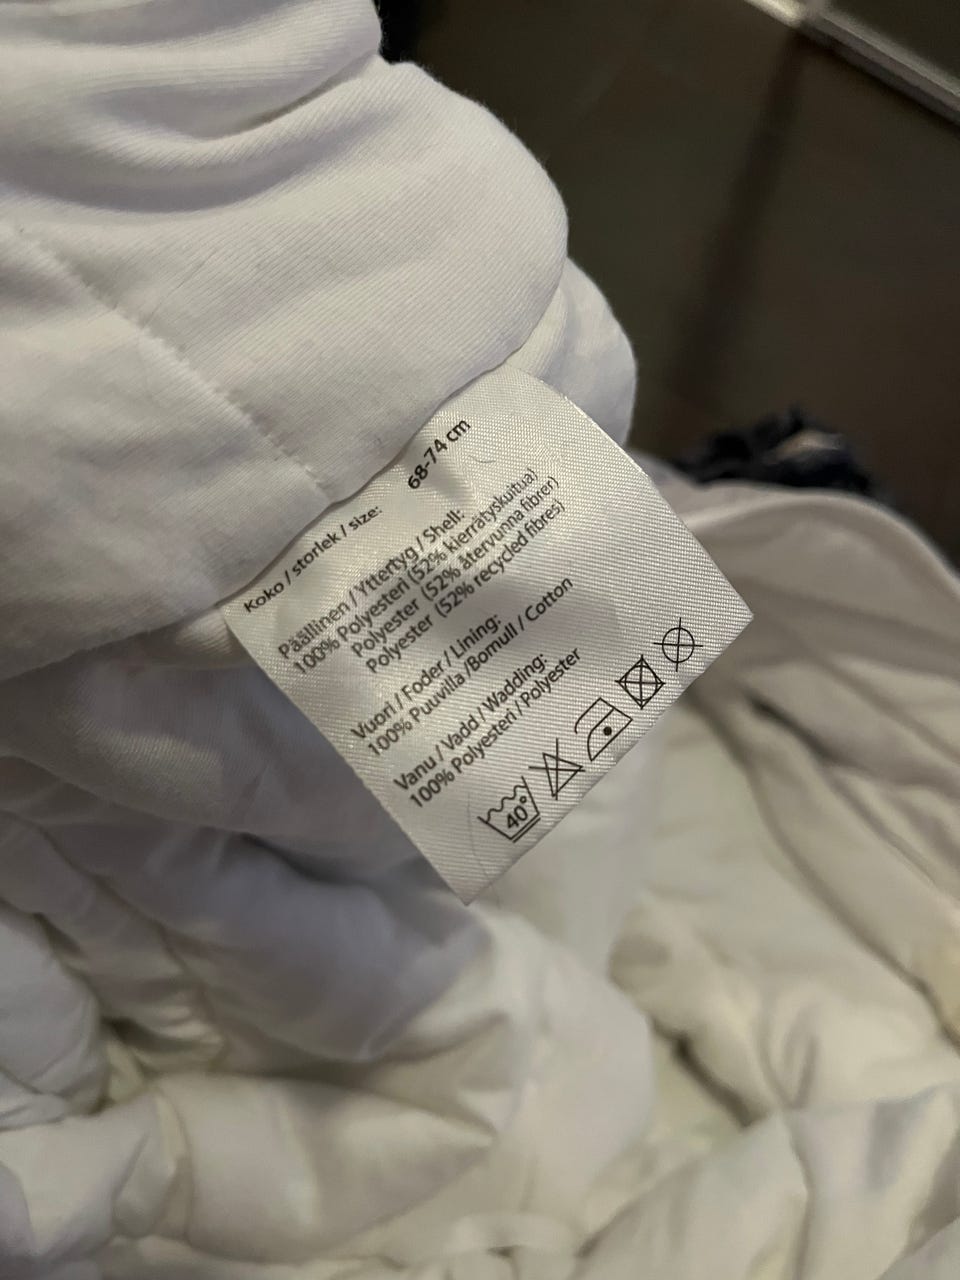 Koko / storlek / size: 68-74 cm
Päällinen / Yttertyg / Shell:
100% Polyesteri (52% kierrätyskuitua)
Polyester (52% återvunna fibrer)
Polyester (52% recycled fibres)
Vuori / Foder / Lining:
100% Puuvilla /Bomull / Cotton
Vanu / Vadd / Wadding:
100% Polyesteri / Polyester
40°